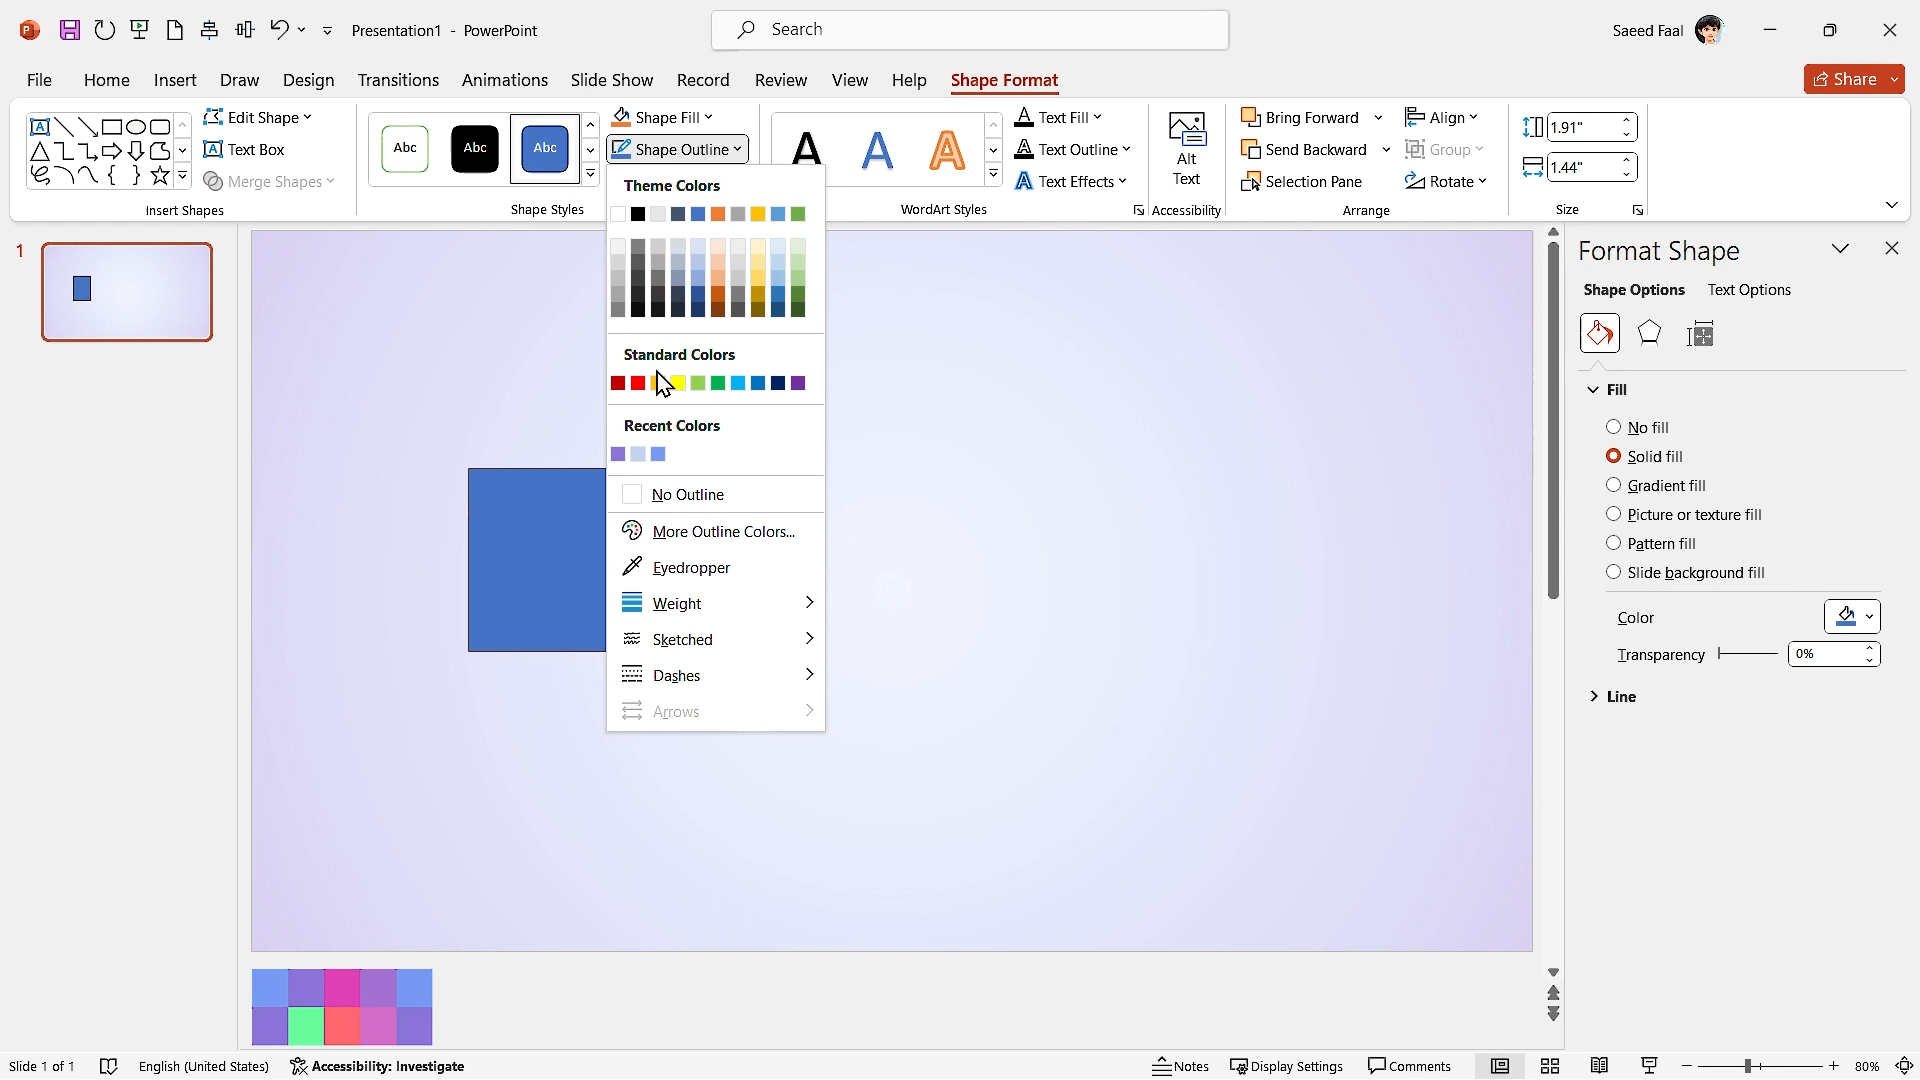 Presentation1 - PowerPoint
Search
Saeed Faal
File Home Insert Draw Design Transitions Animations Slide Show Record Review View Help Shape Format
Share
Edit Shape
Text Box
Merge Shapes
Insert Shapes
Abc Abc Abc
Shape Styles
Shape Fill
Shape Outline
A A A
WordArt Styles
Text Fill
Text Outline
Text Effects
Alt
Text
Accessibility
Bring Forward
Send Backward
Selection Pane
Align
Group
Rotate
Arrange
1.91"
1.44"
Size
Theme Colors
Standard Colors
Recent Colors
No Outline
More Outline Colors...
Eyedropper
Weight
Sketched
Dashes
Arrows
1
Format Shape
Shape Options Text Options
Fill
No fill
Solid fill
Gradient fill
Picture or texture fill
Pattern fill
Slide background fill
Color
Transparency 0%
Line
Slide 1 of 1 English (United States) Accessibility: Investigate Notes Display Settings Comments 80%